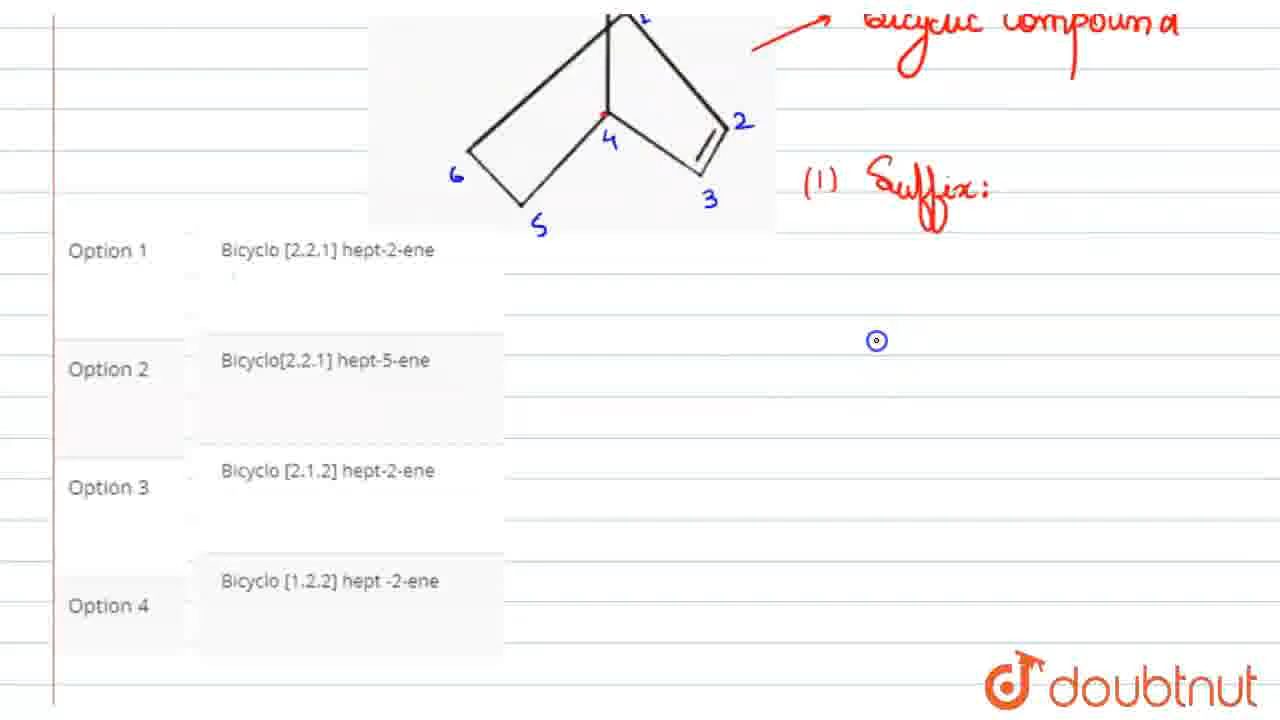 1
Bicyclic compound
2
4
6
3
(1) Suffix:
5
Option 1 Bicyclo [2.2.1] hept-2-ene
Option 2 Bicyclo[2.2.1] hept-5-ene
Option 3 Bicyclo [2.1.2] hept-2-ene
Option 4 Bicyclo [1.2.2] hept -2-ene
doubtnut